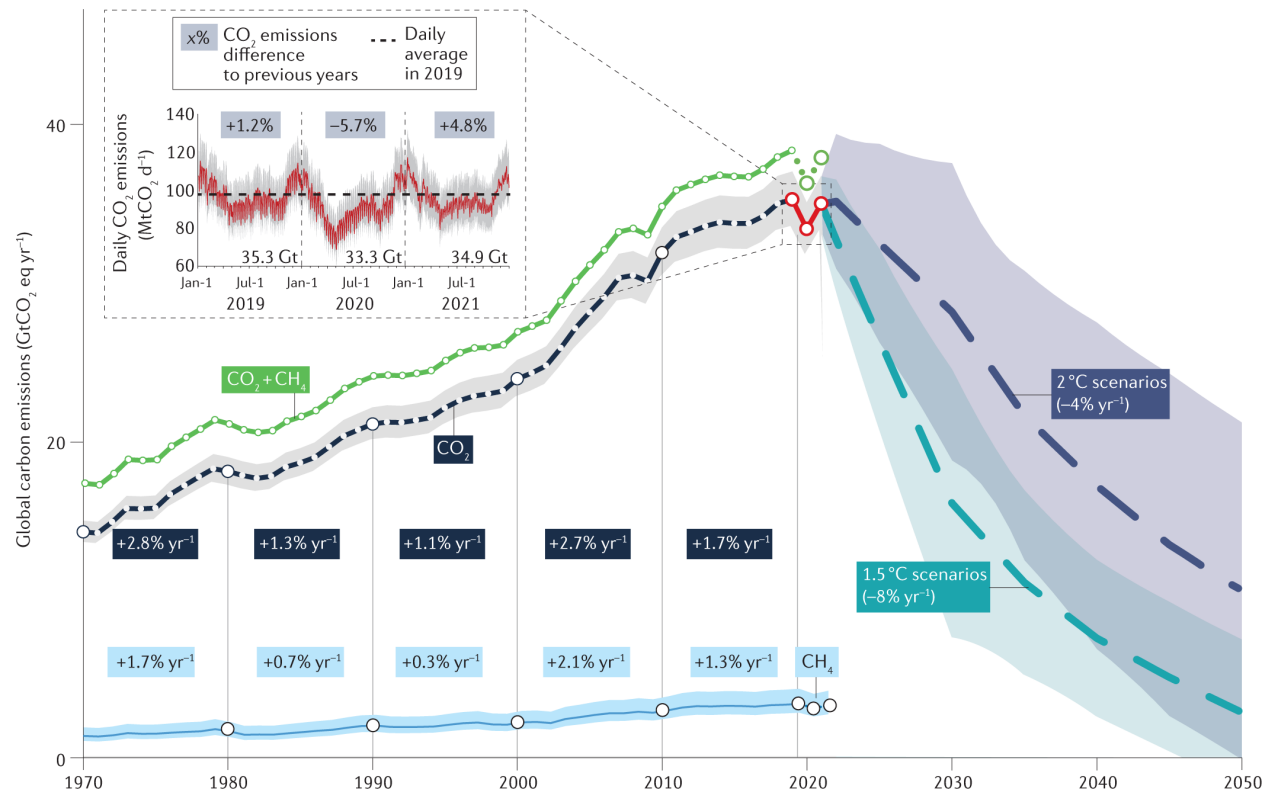 x%
CO₂ emissions
difference
to previous years
Daily
average
in 2019
Daily CO₂ emissions
(MtCO₂ d⁻¹)
140
120
100
80
60
+1.2%
−5.7%
+4.8%
35.3 Gt
33.3 Gt
34.9 Gt
Jan-1
Jul-1
Jan-1
Jul-1
Jan-1
Jul-1
2019
2020
2021
Global carbon emissions (GtCO₂ eq yr⁻¹)
40
20
0
CO₂ + CH₄
CO₂
2 °C scenarios
(−4% yr⁻¹)
1.5 °C scenarios
(−8% yr⁻¹)
+2.8% yr⁻¹
+1.3% yr⁻¹
+1.1% yr⁻¹
+2.7% yr⁻¹
+1.7% yr⁻¹
+1.7% yr⁻¹
+0.7% yr⁻¹
+0.3% yr⁻¹
+2.1% yr⁻¹
+1.3% yr⁻¹
CH₄
1970
1980
1990
2000
2010
2020
2030
2040
2050